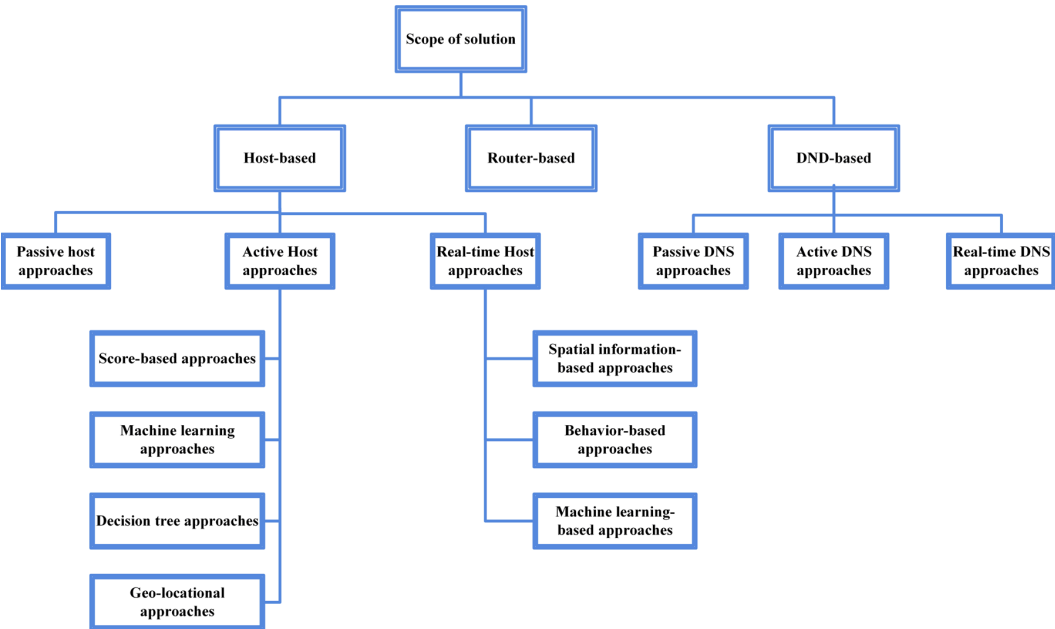 Scope of solution
Host-based
Router-based
DND-based
Passive host
approaches
Active Host
approaches
Real-time Host
approaches
Passive DNS
approaches
Active DNS
approaches
Real-time DNS
approaches
Score-based approaches
Machine learning
approaches
Decision tree approaches
Geo-locational
approaches
Spatial information-
based approaches
Behavior-based
approaches
Machine learning-
based approaches